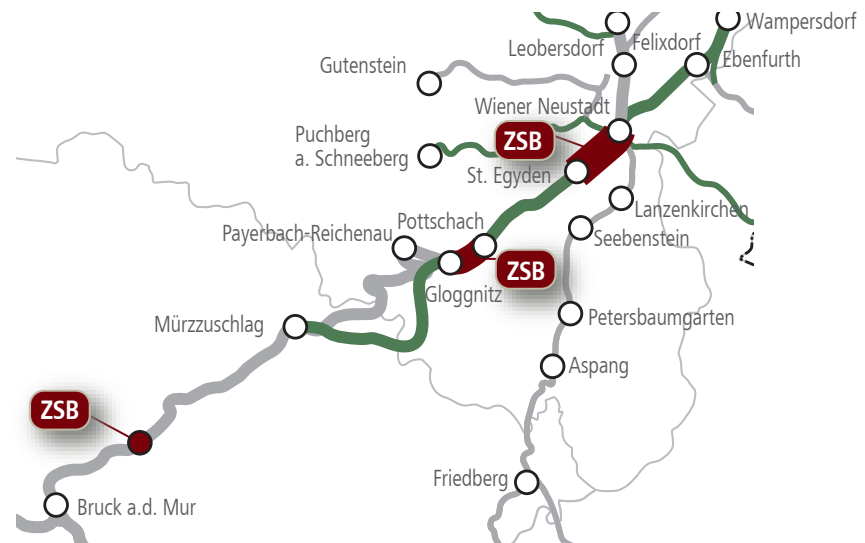 Wampersdorf
Leobersdorf
Felixdorf
Ebenfurth
Gutenstein
Wiener Neustadt
Puchberg
a. Schneeberg
ZSB
St. Egyden
Lanzenkirchen
Pottschach
Payerbach-Reichenau
Seebenstein
ZSB
Gloggnitz
Petersbaumgarten
Mürzzuschlag
Aspang
ZSB
Friedberg
Bruck a.d. Mur